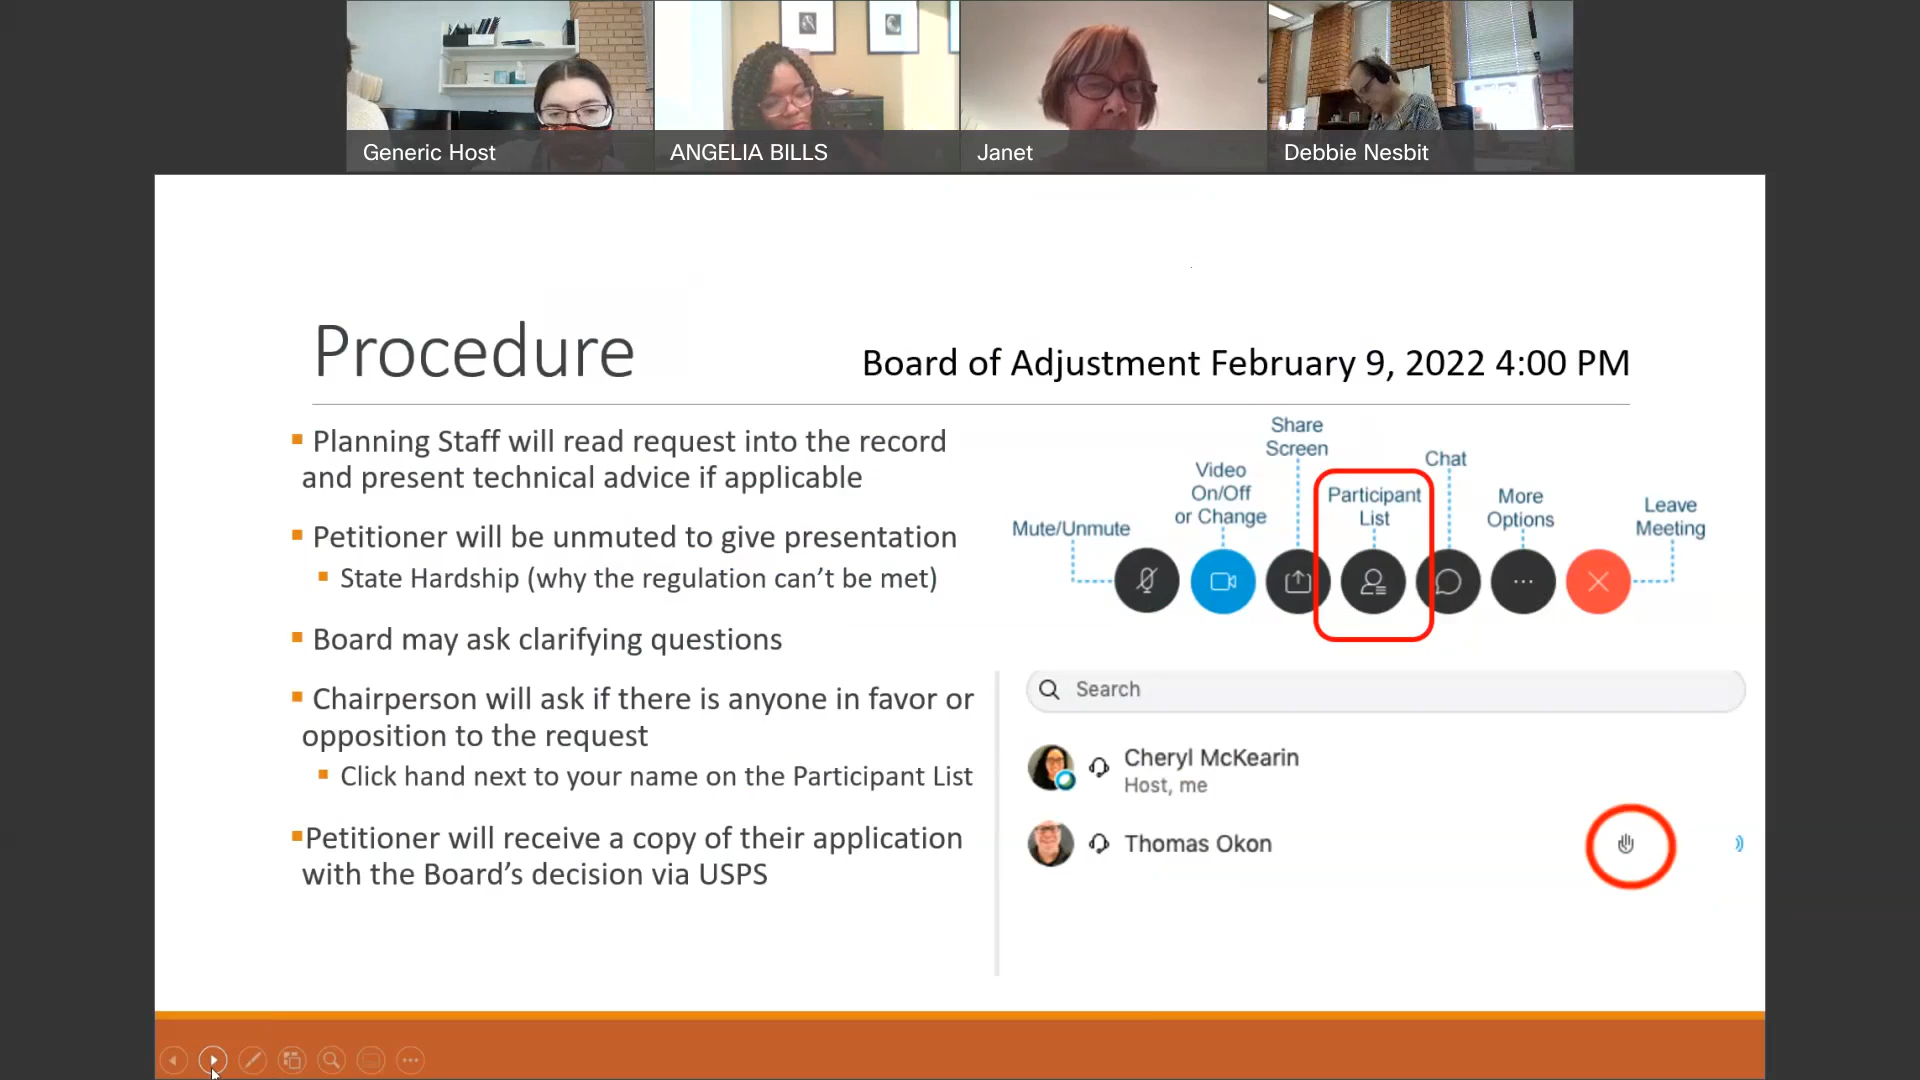 Generic Host
ANGELIA BILLS
Janet
Debbie Nesbit
Procedure
Board of Adjustment February 9, 2022 4:00 PM
Planning Staff will read request into the record
and present technical advice if applicable
Petitioner will be unmuted to give presentation
State Hardship (why the regulation can’t be met)
Board may ask clarifying questions
Chairperson will ask if there is anyone in favor or
opposition to the request
Click hand next to your name on the Participant List
Petitioner will receive a copy of their application
with the Board’s decision via USPS
Mute/Unmute
Video
On/Off
or Change
Share
Screen
Participant
List
Chat
More
Options
Leave
Meeting
Search
Cheryl McKearin
Host, me
Thomas Okon